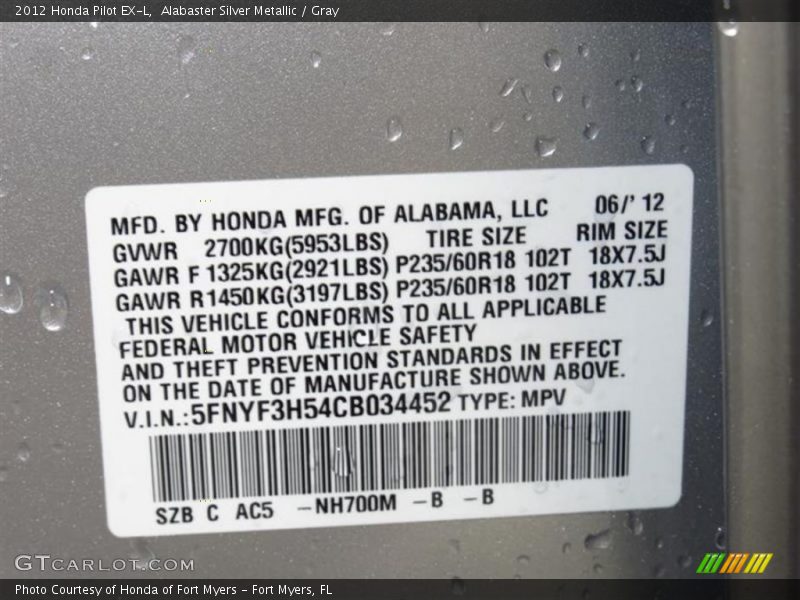 2012 Honda Pilot EX-L, Alabaster Silver Metallic / Gray
MFD. BY HONDA MFG. OF ALABAMA, LLC 06/' 12
GVWR 2700KG(5953LBS) TIRE SIZE RIM SIZE
GAWR F 1325KG(2921LBS) P235/60R18 102T 18X7.5J
GAWR R1450KG(3197LBS) P235/60R18 102T 18X7.5J
THIS VEHICLE CONFORMS TO ALL APPLICABLE
FEDERAL MOTOR VEHICLE SAFETY
AND THEFT PREVENTION STANDARDS IN EFFECT
ON THE DATE OF MANUFACTURE SHOWN ABOVE.
V.I.N.:5FNYF3H54CB034452 TYPE: MPV
SZB C AC5 -NH700M -B -B
GTCARLOT.COM
Photo Courtesy of Honda of Fort Myers - Fort Myers, FL